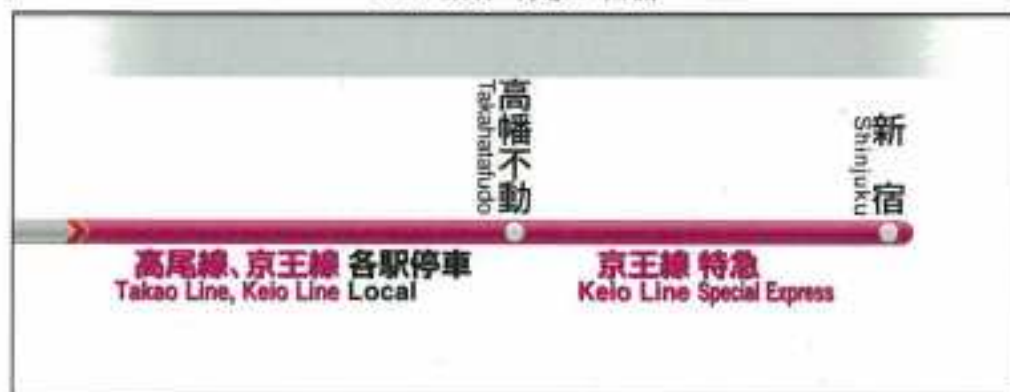 高幡不動
Takahatafudo
新宿
Shinjuku
高尾線、京王線 各駅停車
Takao Line, Keio Line Local
京王線 特急
Keio Line Special Express